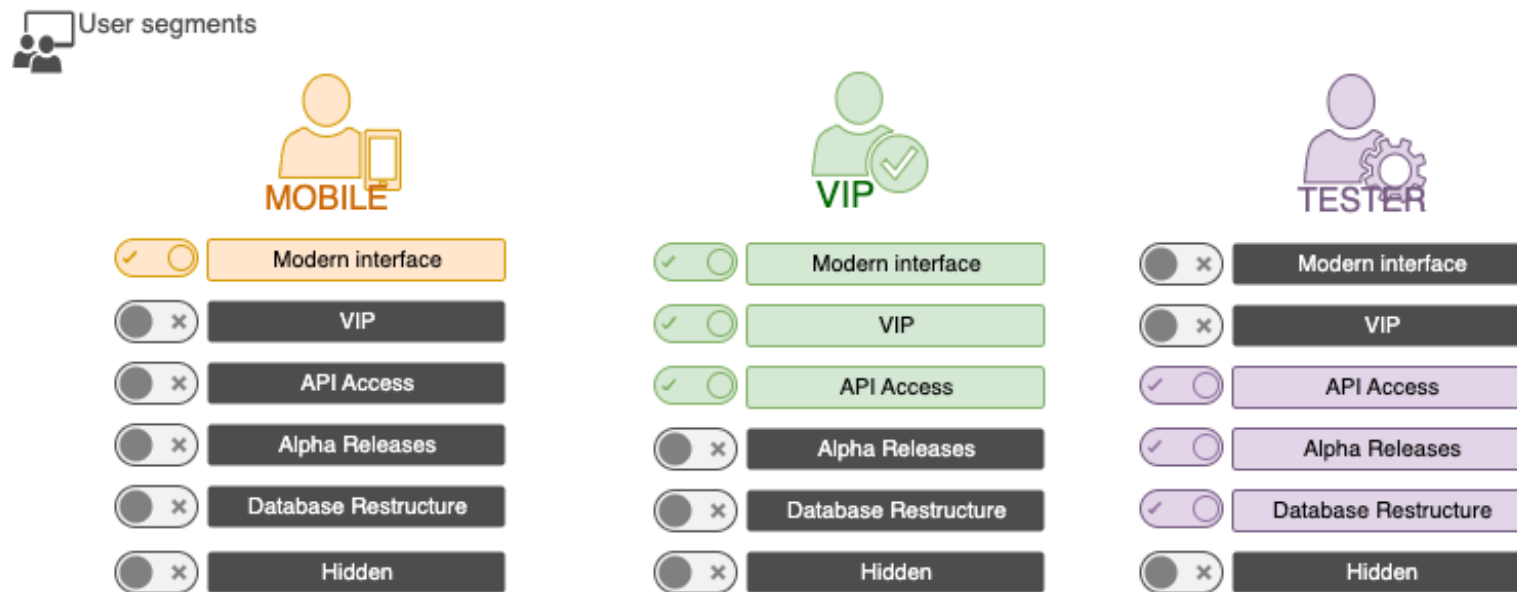 User segments
MOBILE
VIP
TESTER
Modern interface
Modern interface
Modern interface
VIP
VIP
VIP
API Access
API Access
API Access
Alpha Releases
Alpha Releases
Alpha Releases
Database Restructure
Database Restructure
Database Restructure
Hidden
Hidden
Hidden